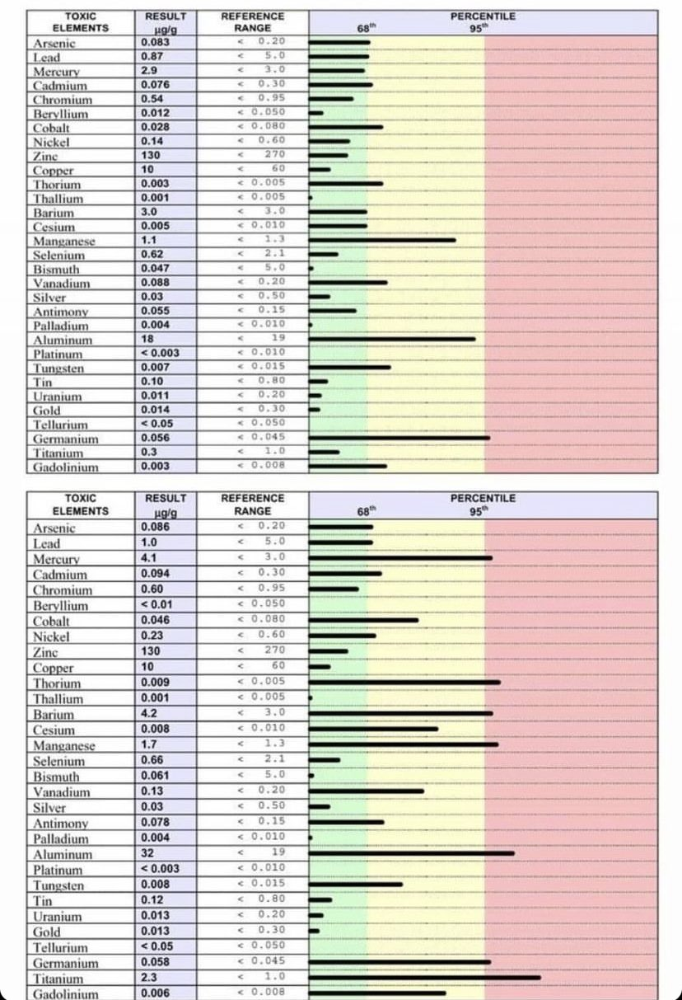 TOXIC ELEMENTS RESULT µg/g REFERENCE RANGE PERCENTILE 68th 95th
Arsenic 0.083 < 0.20
Lead 0.87 < 5.0
Mercury 2.9 < 3.0
Cadmium 0.076 < 0.30
Chromium 0.54 < 0.95
Beryllium 0.012 < 0.050
Cobalt 0.028 < 0.080
Nickel 0.14 < 0.60
Zinc 130 < 270
Copper 10 < 60
Thorium 0.003 < 0.005
Thallium 0.001 < 0.005
Barium 3.0 < 3.0
Cesium 0.005 < 0.010
Manganese 1.1 < 1.3
Selenium 0.62 < 2.1
Bismuth 0.047 < 5.0
Vanadium 0.088 < 0.20
Silver 0.03 < 0.50
Antimony 0.055 < 0.15
Palladium 0.004 < 0.010
Aluminum 18 < 19
Platinum < 0.003 < 0.010
Tungsten 0.007 < 0.015
Tin 0.10 < 0.80
Uranium 0.011 < 0.20
Gold 0.014 < 0.30
Tellurium < 0.05 < 0.050
Germanium 0.056 < 0.045
Titanium 0.3 < 1.0
Gadolinium 0.003 < 0.008
TOXIC ELEMENTS RESULT µg/g REFERENCE RANGE PERCENTILE 68th 95th
Arsenic 0.086 < 0.20
Lead 1.0 < 5.0
Mercury 4.1 < 3.0
Cadmium 0.094 < 0.30
Chromium 0.60 < 0.95
Beryllium < 0.01 < 0.050
Cobalt 0.046 < 0.080
Nickel 0.23 < 0.60
Zinc 130 < 270
Copper 10 < 60
Thorium 0.009 < 0.005
Thallium 0.001 < 0.005
Barium 4.2 < 3.0
Cesium 0.008 < 0.010
Manganese 1.7 < 1.3
Selenium 0.66 < 2.1
Bismuth 0.061 < 5.0
Vanadium 0.13 < 0.20
Silver 0.03 < 0.50
Antimony 0.078 < 0.15
Palladium 0.004 < 0.010
Aluminum 32 < 19
Platinum < 0.003 < 0.010
Tungsten 0.008 < 0.015
Tin 0.12 < 0.80
Uranium 0.013 < 0.20
Gold 0.013 < 0.30
Tellurium < 0.05 < 0.050
Germanium 0.058 < 0.045
Titanium 2.3 < 1.0
Gadolinium 0.006 < 0.008